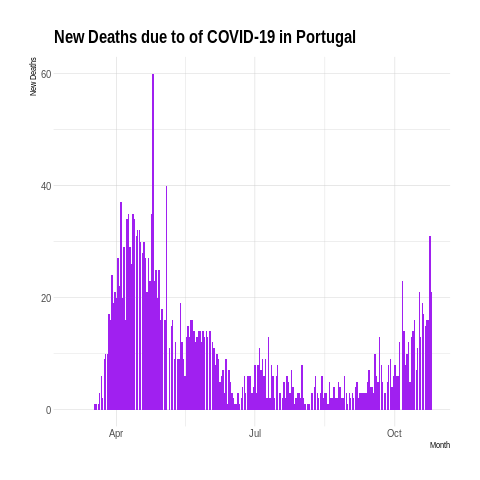 New Deaths due to of COVID-19 in Portugal
New Deaths
60
40
20
0
Apr
Jul
Oct
Month